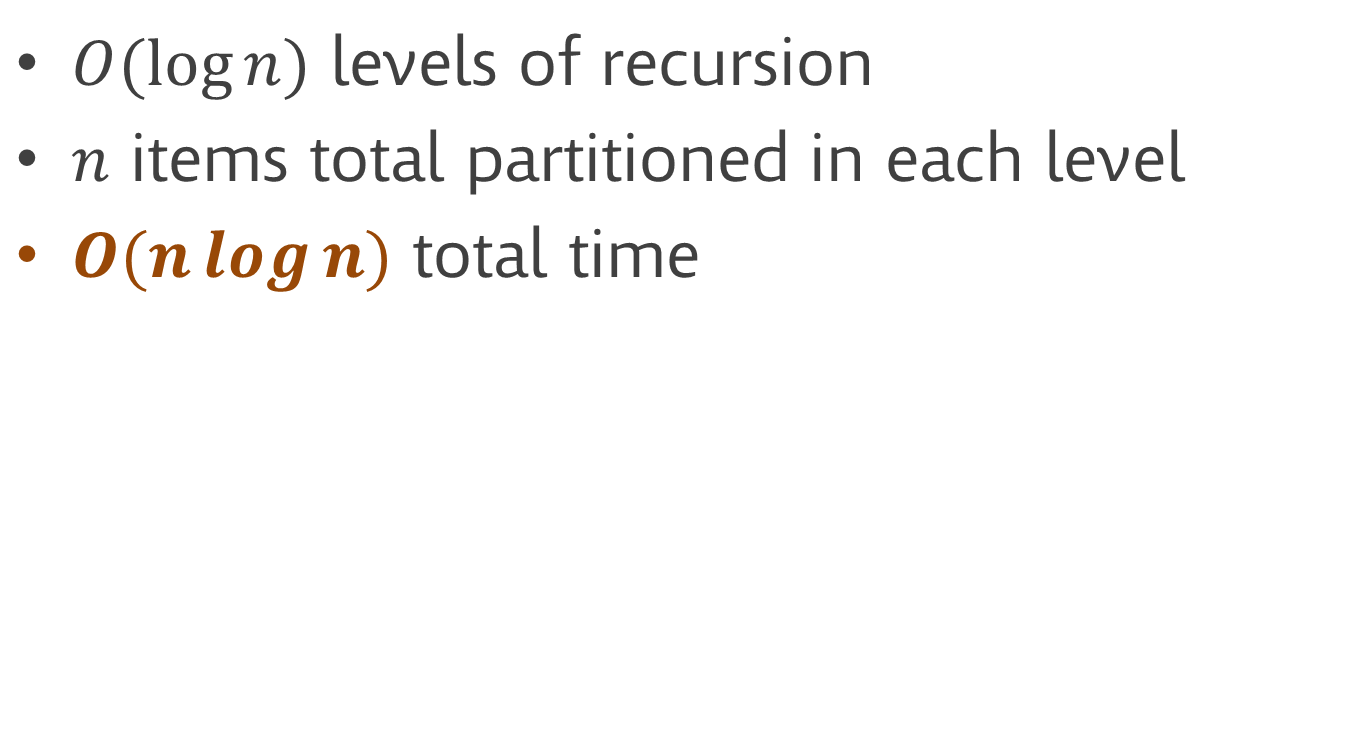 • O(log n) levels of recursion
• n items total partitioned in each level
• O(n log n) total time